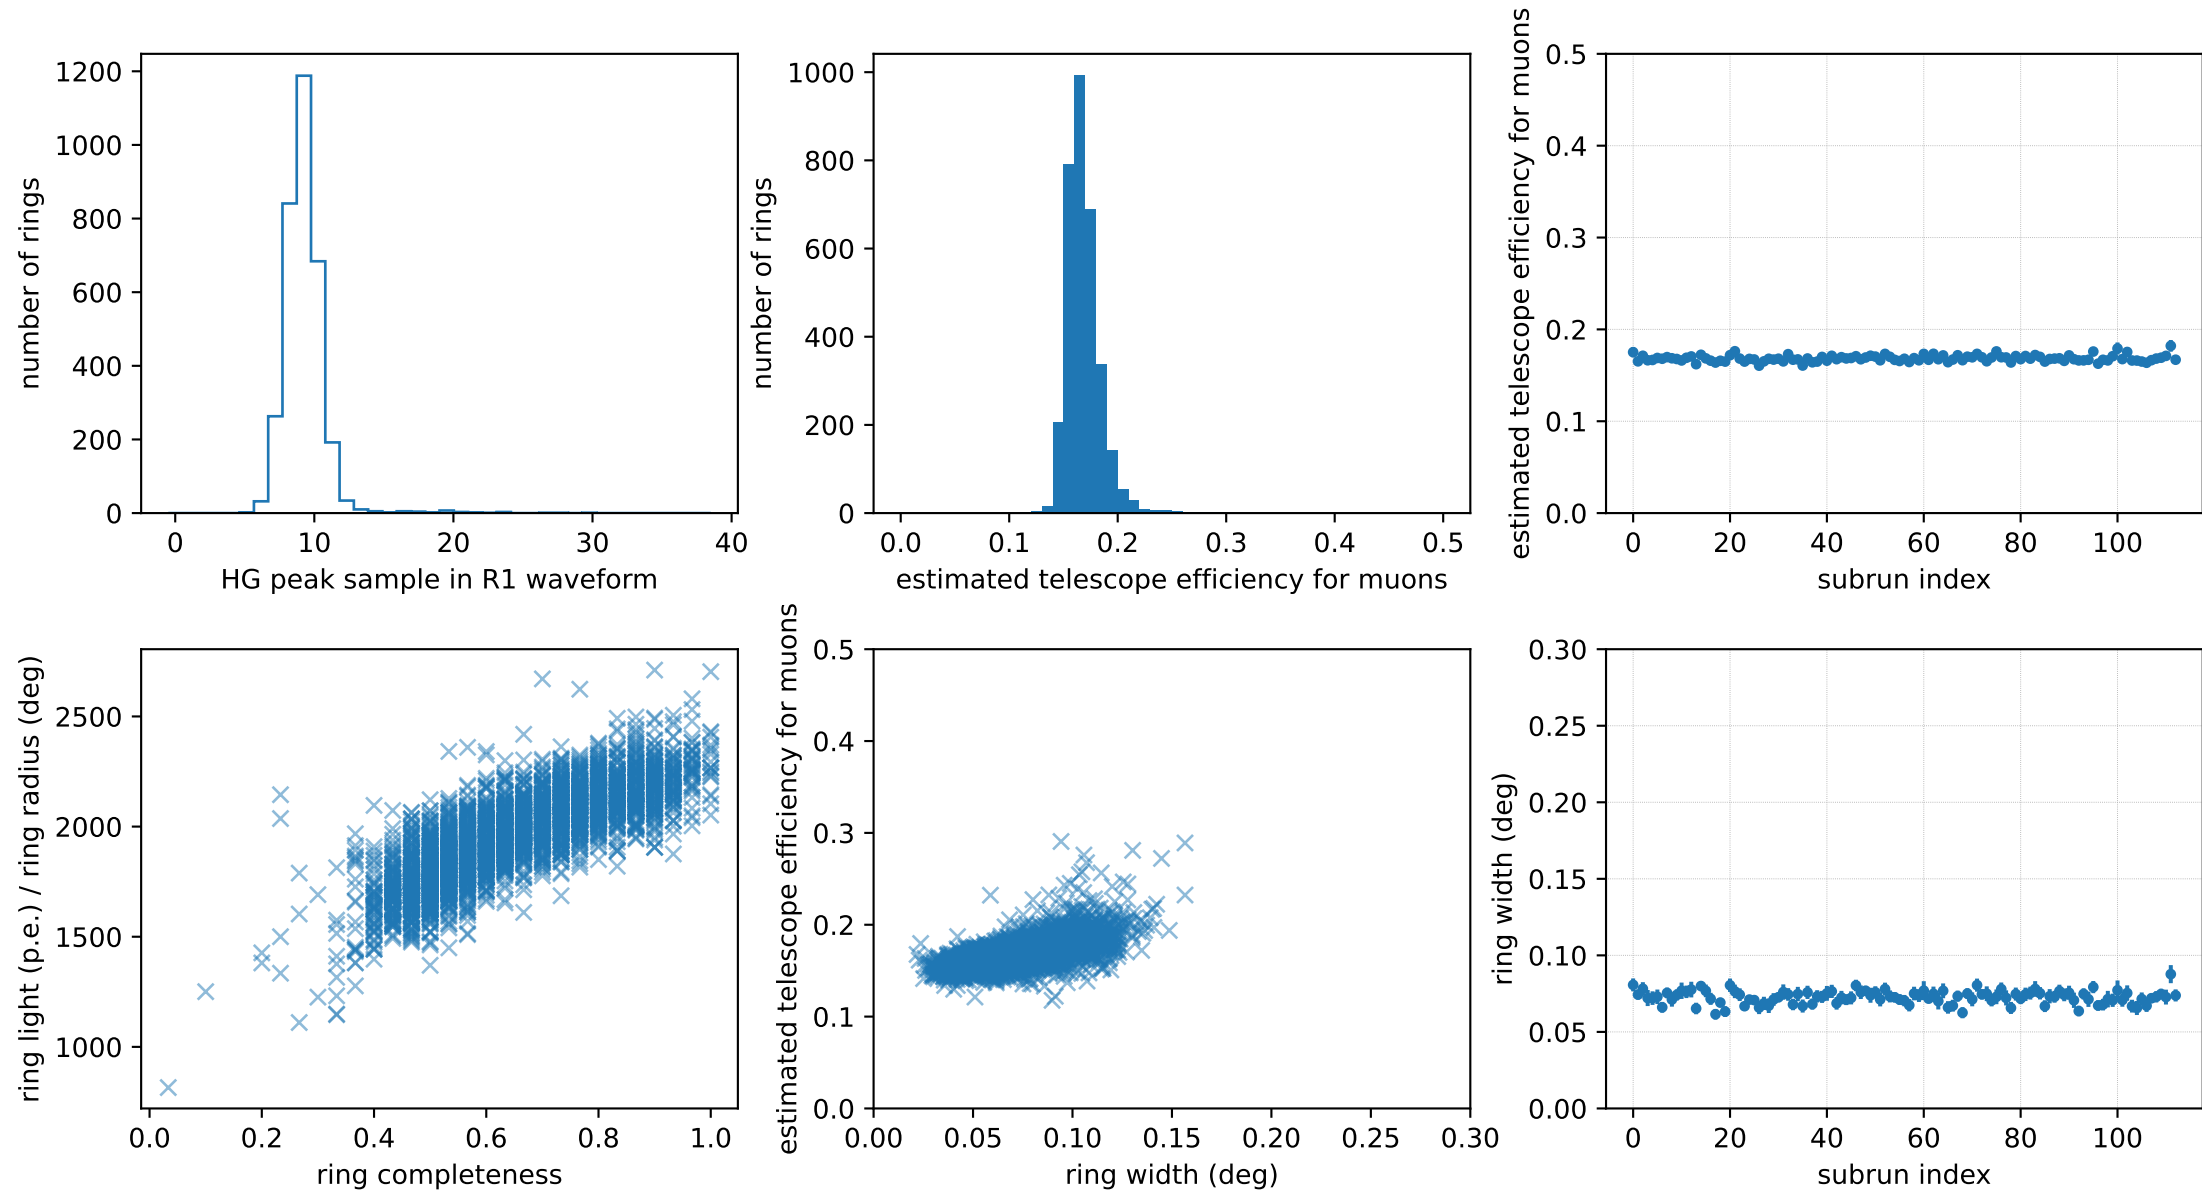 number of rings
1200
1000
800
600
400
200
0
0 10 20 30 40
HG peak sample in R1 waveform
number of rings
1000
800
600
400
200
0
0.0 0.1 0.2 0.3 0.4 0.5
estimated telescope efficiency for muons
estimated telescope efficiency for muons
0.5
0.4
0.3
0.2
0.1
0.0
0 20 40 60 80 100
subrun index
ring light (p.e.) / ring radius (deg)
2500
2000
1500
1000
0.0 0.2 0.4 0.6 0.8 1.0
ring completeness
estimated telescope efficiency for muons
0.5
0.4
0.3
0.2
0.1
0.0
0.00 0.05 0.10 0.15 0.20 0.25 0.30
ring width (deg)
ring width (deg)
0.30
0.25
0.20
0.15
0.10
0.05
0.00
0 20 40 60 80 100
subrun index